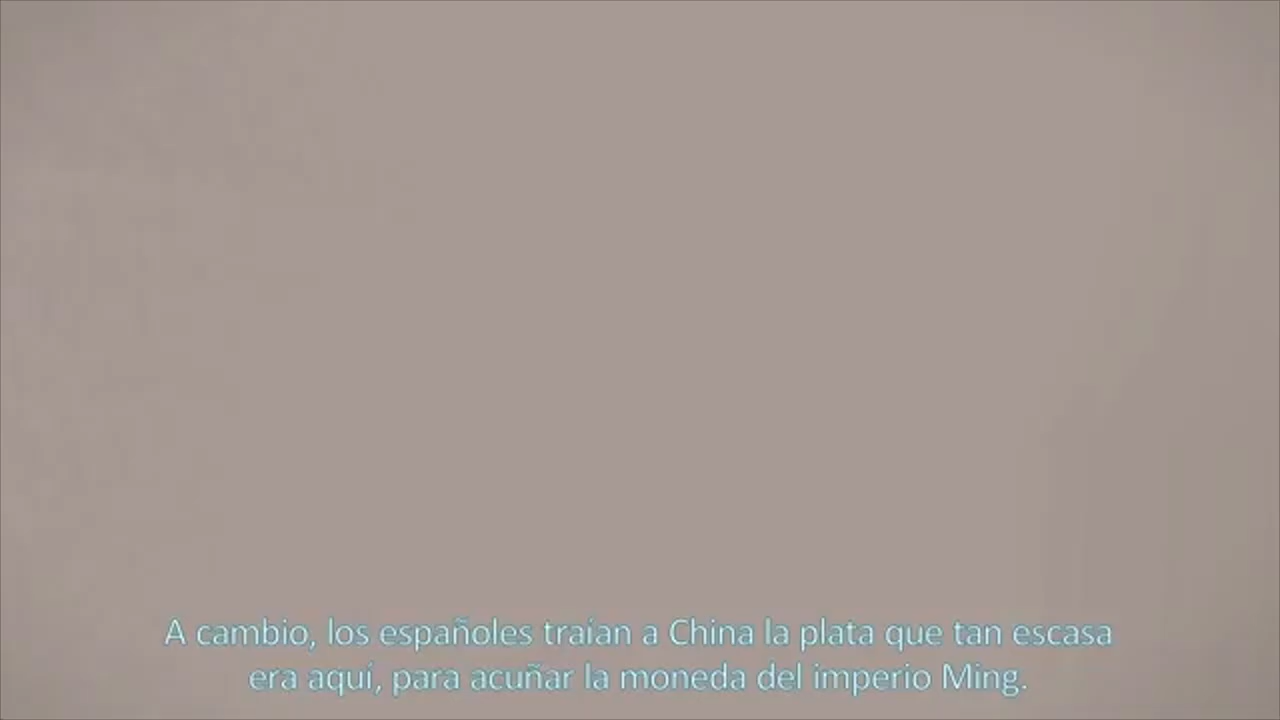 A cambio, los españoles traían a China la plata que tan escasa
era aquí, para acuñar la moneda del imperio Ming.